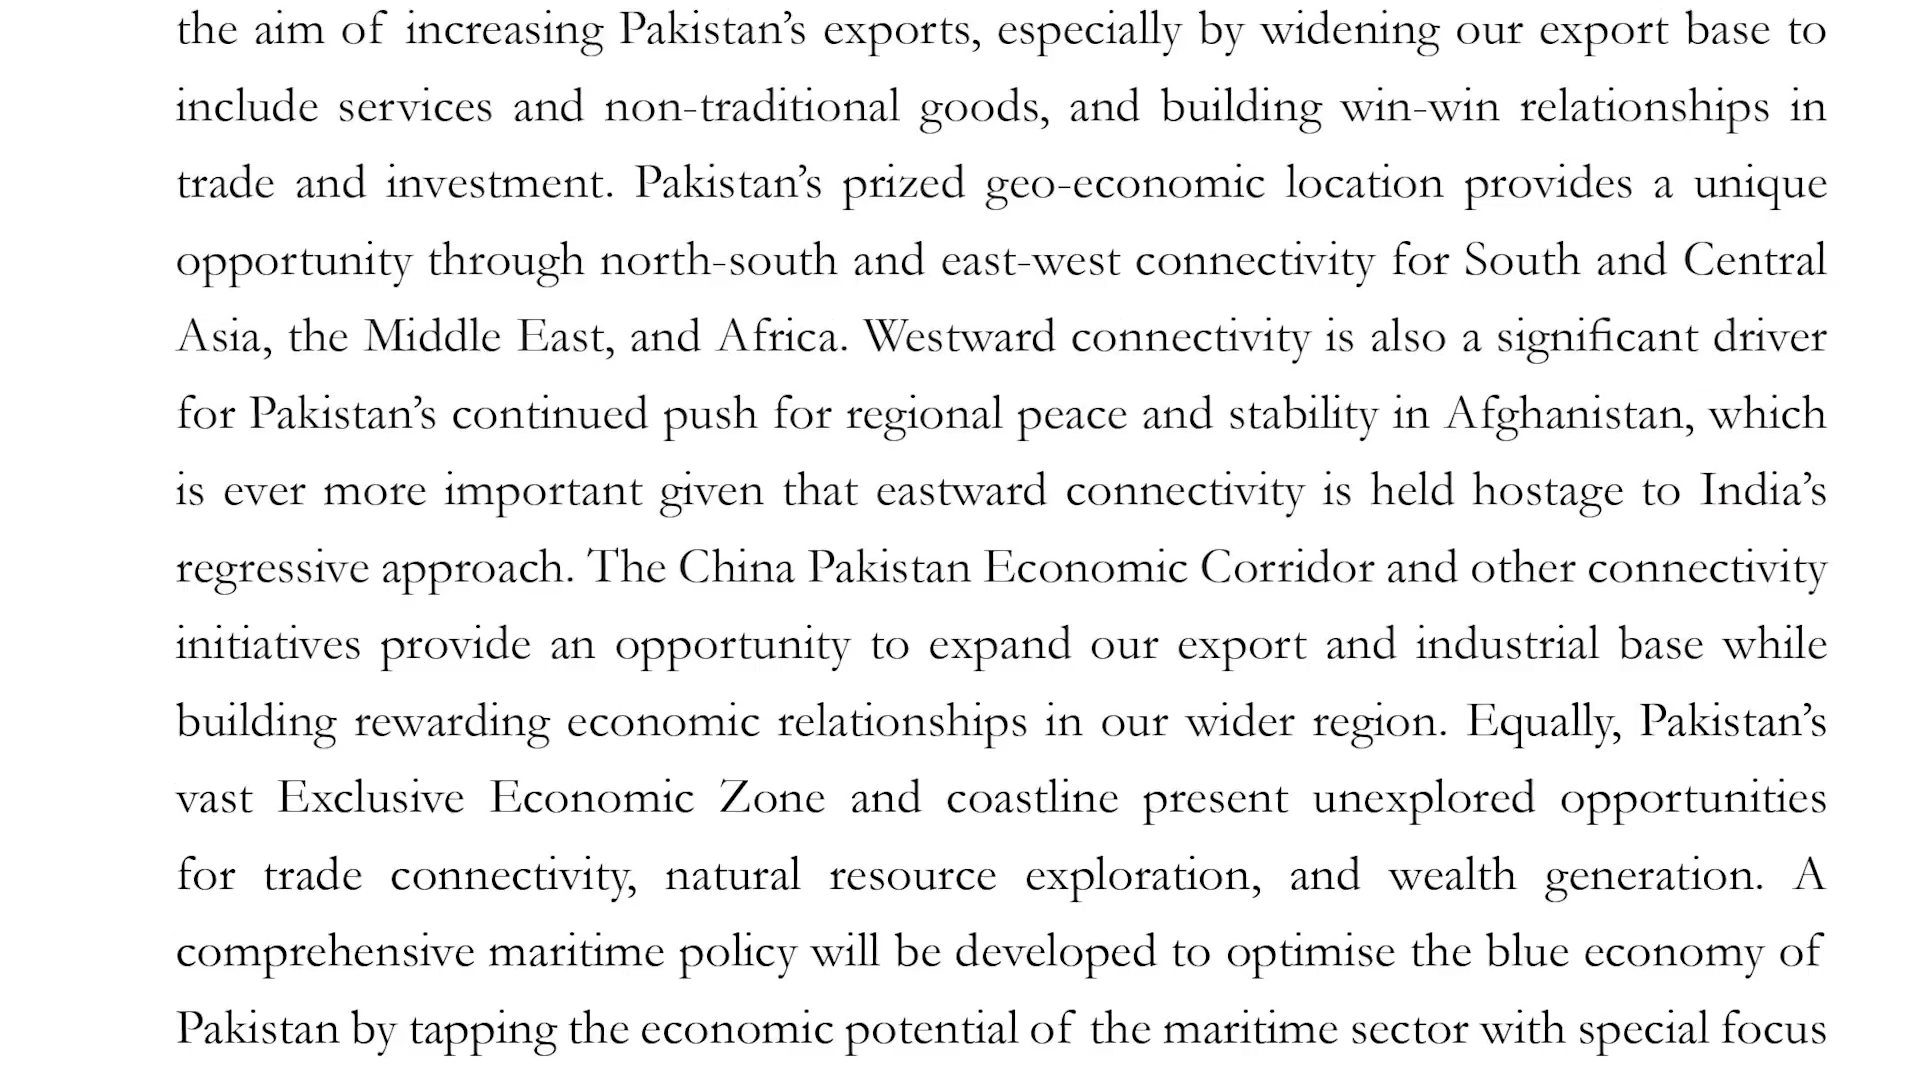 the aim of increasing Pakistan’s exports, especially by widening our export base to
include services and non-traditional goods, and building win-win relationships in
trade and investment. Pakistan’s prized geo-economic location provides a unique
opportunity through north-south and east-west connectivity for South and Central
Asia, the Middle East, and Africa. Westward connectivity is also a significant driver
for Pakistan’s continued push for regional peace and stability in Afghanistan, which
is ever more important given that eastward connectivity is held hostage to India’s
regressive approach. The China Pakistan Economic Corridor and other connectivity
initiatives provide an opportunity to expand our export and industrial base while
building rewarding economic relationships in our wider region. Equally, Pakistan’s
vast Exclusive Economic Zone and coastline present unexplored opportunities
for trade connectivity, natural resource exploration, and wealth generation. A
comprehensive maritime policy will be developed to optimise the blue economy of
Pakistan by tapping the economic potential of the maritime sector with special focus